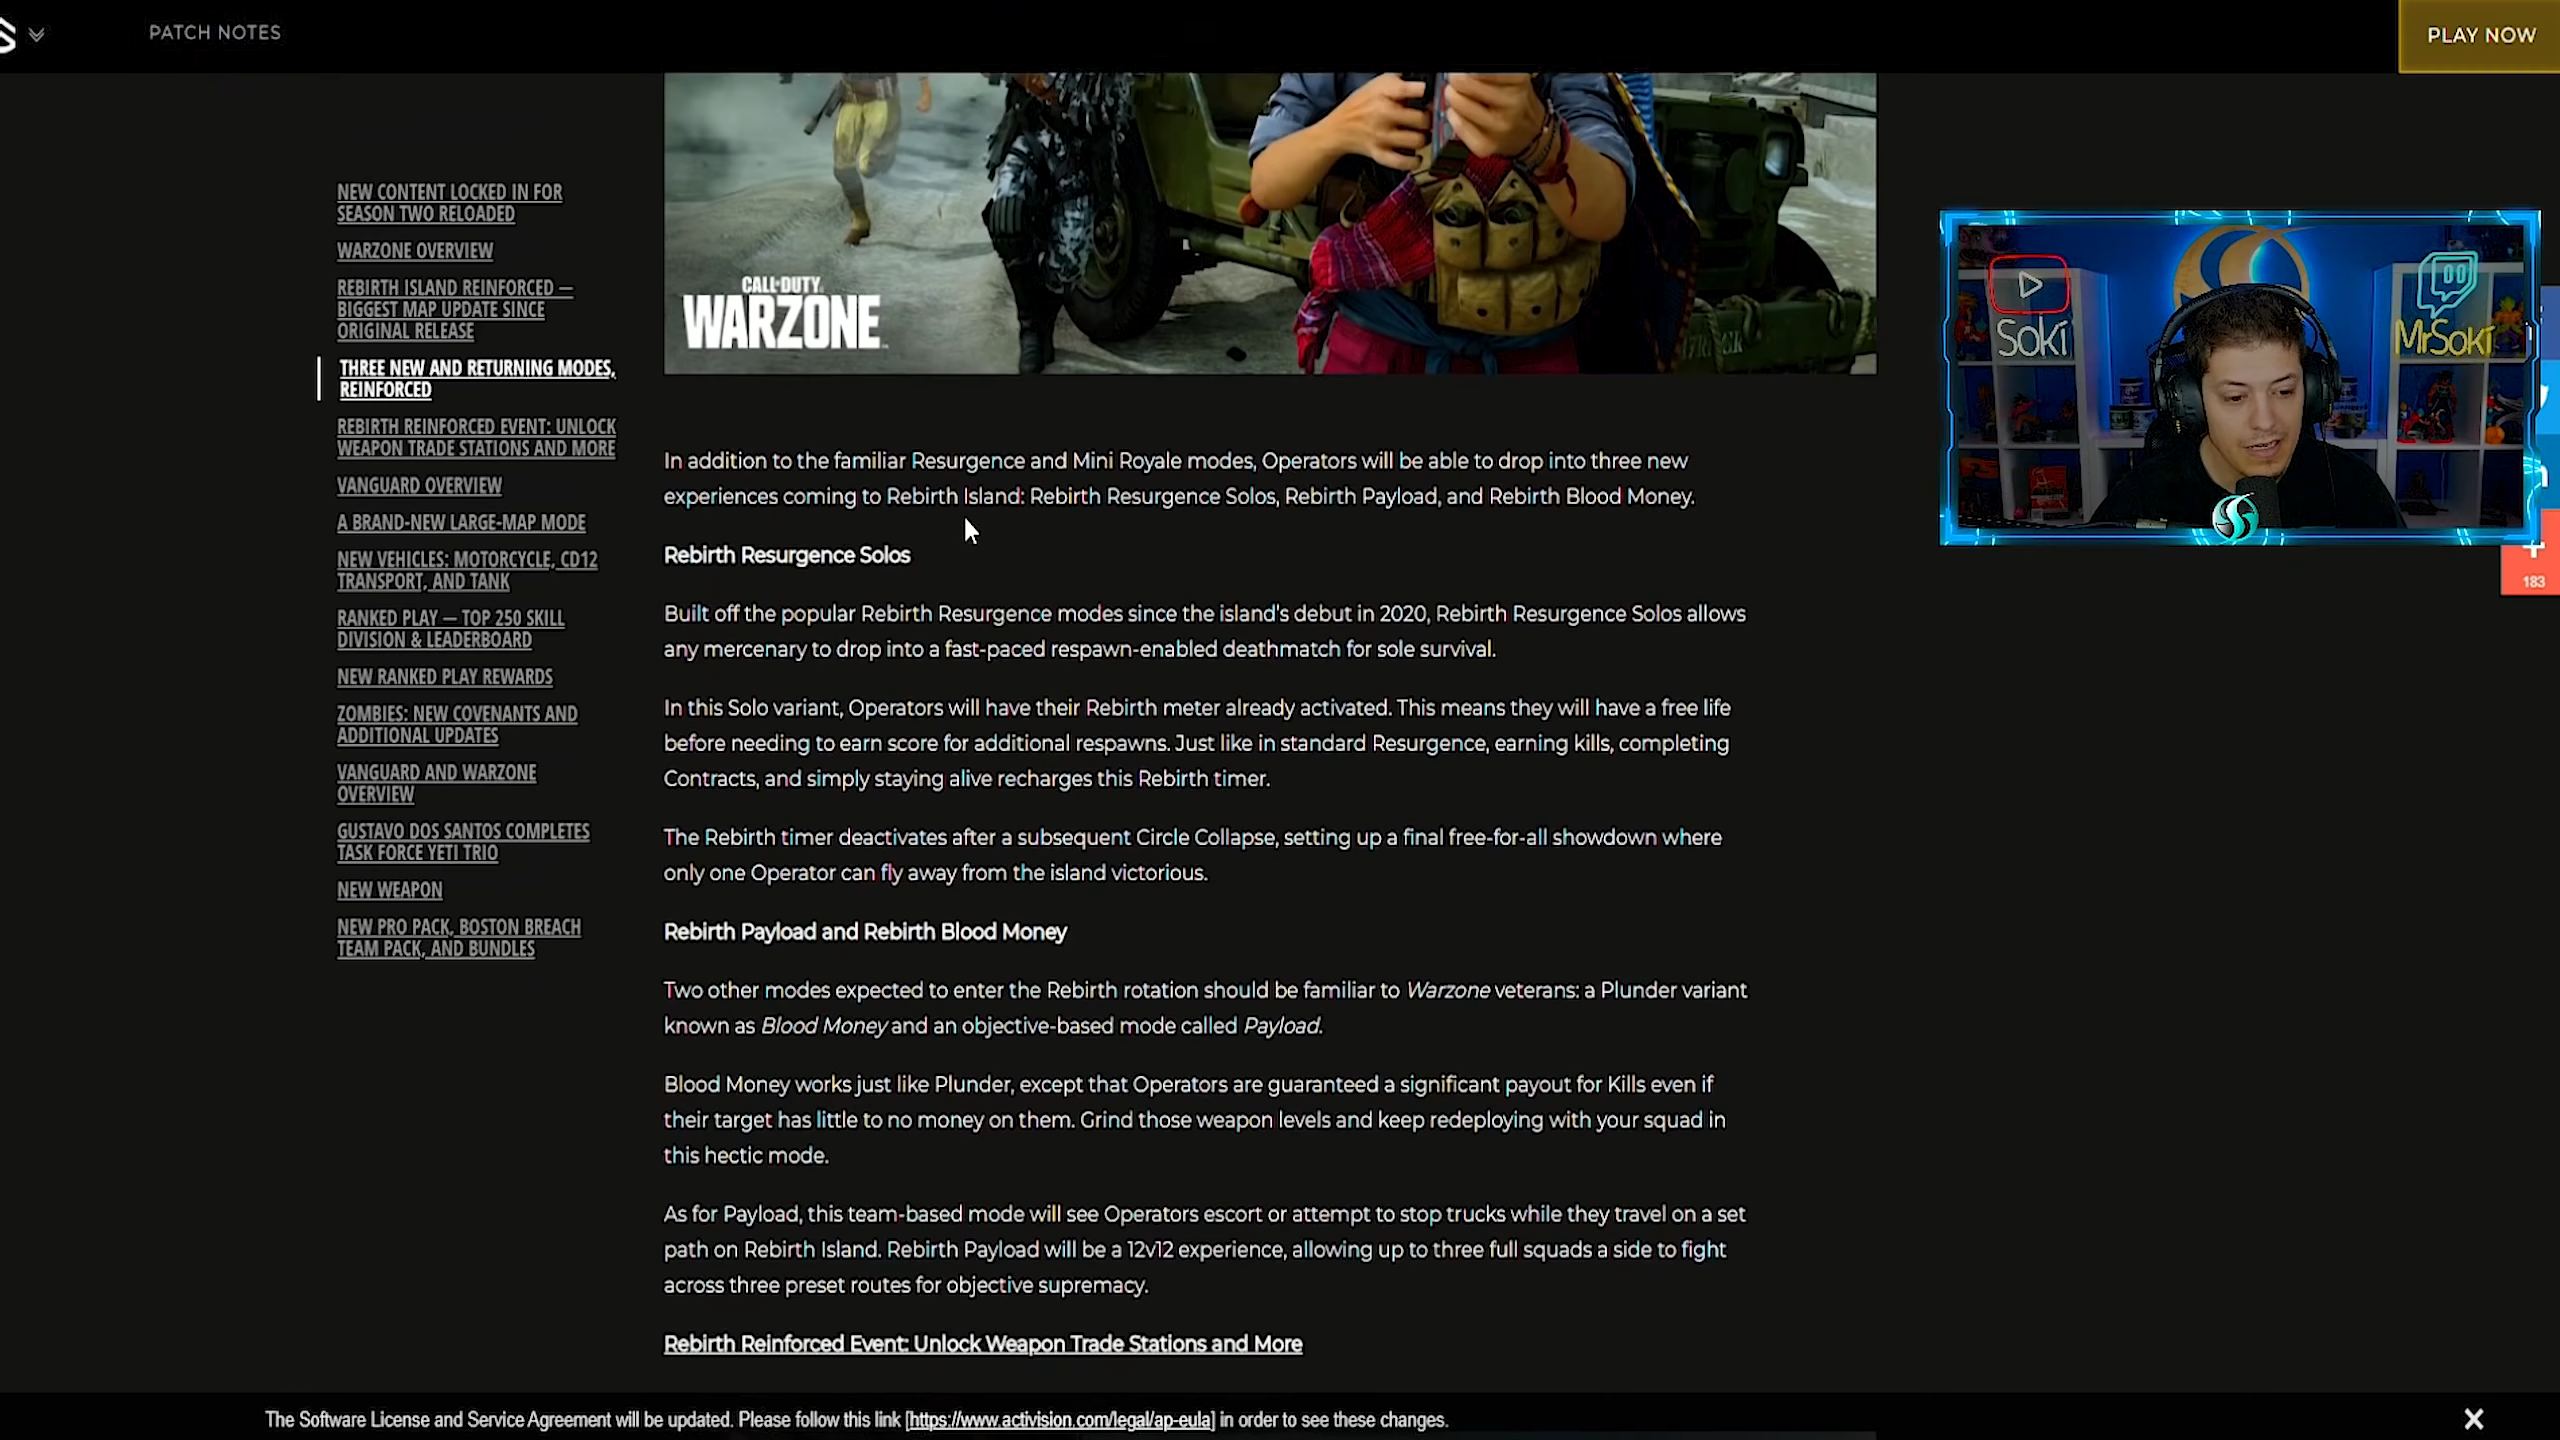 PATCH NOTES
PLAY NOW
NEW CONTENT LOCKED IN FOR
SEASON TWO RELOADED
WARZONE OVERVIEW
REBIRTH ISLAND REINFORCED —
BIGGEST MAP UPDATE SINCE
ORIGINAL RELEASE
THREE NEW AND RETURNING MODES,
REINFORCED
REBIRTH REINFORCED EVENT: UNLOCK
WEAPON TRADE STATIONS AND MORE
VANGUARD OVERVIEW
A BRAND-NEW LARGE-MAP MODE
NEW VEHICLES: MOTORCYCLE, CD12
TRANSPORT, AND TANK
RANKED PLAY — TOP 250 SKILL
DIVISION & LEADERBOARD
NEW RANKED PLAY REWARDS
ZOMBIES: NEW COVENANTS AND
ADDITIONAL UPDATES
VANGUARD AND WARZONE
OVERVIEW
GUSTAVO DOS SANTOS COMPLETES
TASK FORCE YETI TRIO
NEW WEAPON
NEW PRO PACK, BOSTON BREACH
TEAM PACK, AND BUNDLES
CALL OF DUTY
WARZONE
In addition to the familiar Resurgence and Mini Royale modes, Operators will be able to drop into three new
experiences coming to Rebirth Island: Rebirth Resurgence Solos, Rebirth Payload, and Rebirth Blood Money.
Rebirth Resurgence Solos
Built off the popular Rebirth Resurgence modes since the island's debut in 2020, Rebirth Resurgence Solos allows
any mercenary to drop into a fast-paced respawn-enabled deathmatch for sole survival.
In this Solo variant, Operators will have their Rebirth meter already activated. This means they will have a free life
before needing to earn score for additional respawns. Just like in standard Resurgence, earning kills, completing
Contracts, and simply staying alive recharges this Rebirth timer.
The Rebirth timer deactivates after a subsequent Circle Collapse, setting up a final free-for-all showdown where
only one Operator can fly away from the island victorious.
Rebirth Payload and Rebirth Blood Money
Two other modes expected to enter the Rebirth rotation should be familiar to Warzone veterans: a Plunder variant
known as Blood Money and an objective-based mode called Payload.
Blood Money works just like Plunder, except that Operators are guaranteed a significant payout for Kills even if
their target has little to no money on them. Grind those weapon levels and keep redeploying with your squad in
this hectic mode.
As for Payload, this team-based mode will see Operators escort or attempt to stop trucks while they travel on a set
path on Rebirth Island. Rebirth Payload will be a 12v12 experience, allowing up to three full squads a side to fight
across three preset routes for objective supremacy.
Rebirth Reinforced Event: Unlock Weapon Trade Stations and More
Soki
MrSoki
183
The Software License and Service Agreement will be updated. Please follow this link [https://www.activision.com/legal/ap-eula] in order to see these changes.